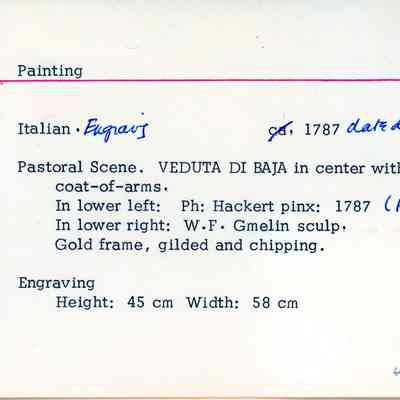 Painting
Italian . Engraving ca. 1787 dated
Pastoral Scene. VEDUTA DI BAJA in center with
coat-of-arms.
In lower left: Ph: Hackert pinx: 1787
In lower right: W.F. Gmelin sculp.
Gold frame, gilded and chipping.
Engraving
Height: 45 cm Width: 58 cm